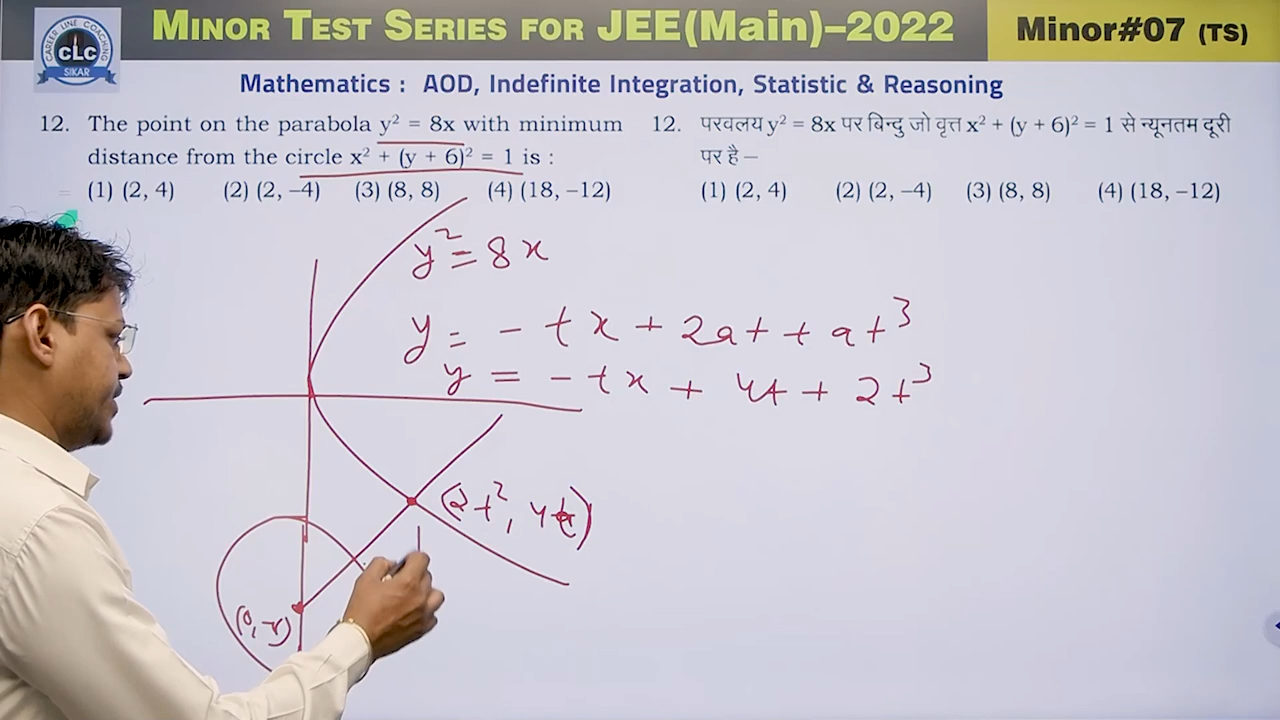 MINOR TEST SERIES FOR JEE(MAIN)–2022
Minor#07 (TS)
CAREER LINE COACHING
CLC
SIKAR
Mathematics : AOD, Indefinite Integration, Statistic & Reasoning
12. The point on the parabola y² = 8x with minimum
distance from the circle x² + (y + 6)² = 1 is :
(1) (2, 4) (2) (2, –4) (3) (8, 8) (4) (18, –12)
12. परवलय y² = 8x पर बिन्दु जो वृत्त x² + (y + 6)² = 1 से न्यूनतम दूरी
पर है –
(1) (2, 4) (2) (2, –4) (3) (8, 8) (4) (18, –12)
y² = 8x
y = – tx + 2at + at³
y = – tx + 4t + 2t³
(2t², 4t)